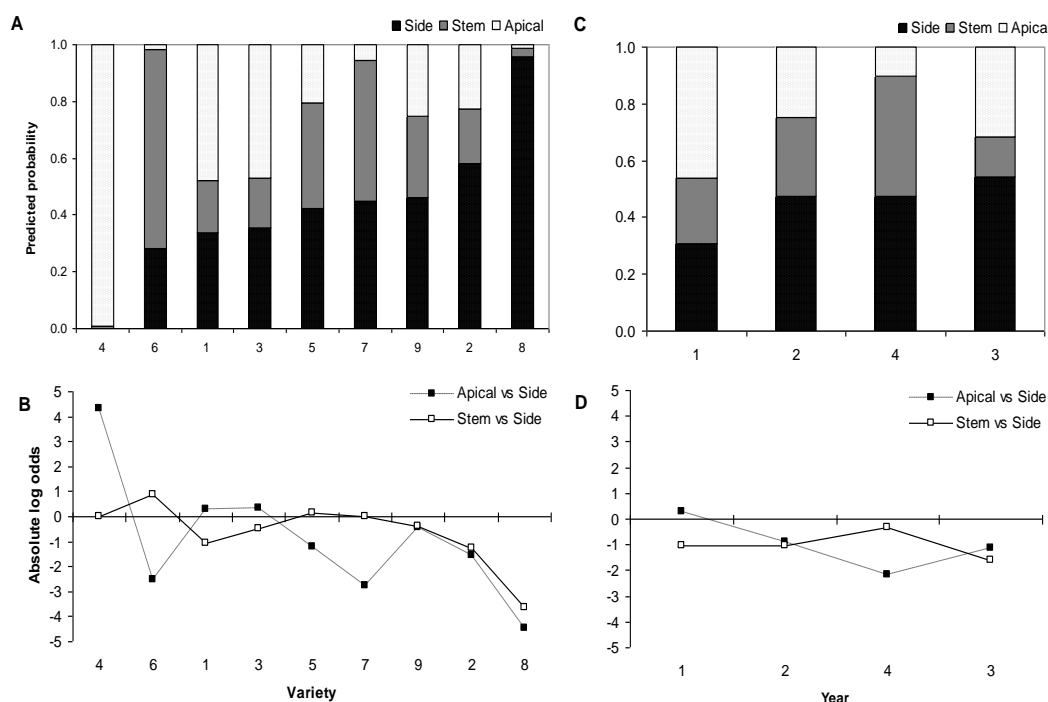 A
Side Stem Apical
1.0
0.8
0.6
0.4
0.2
0.0
Predicted probability
4 6 1 3 5 7 9 2 8
C
Side Stem Apica
1.0
0.8
0.6
0.4
0.2
0.0
1 2 4 3
B
Apical vs Side
Stem vs Side
5
4
3
2
1
0
-1
-2
-3
-4
-5
Absolute log odds
4 6 1 3 5 7 9 2 8
Variety
D
Apical vs Side
Stem vs Side
5
4
3
2
1
0
-1
-2
-3
-4
-5
1 2 4 3
Year